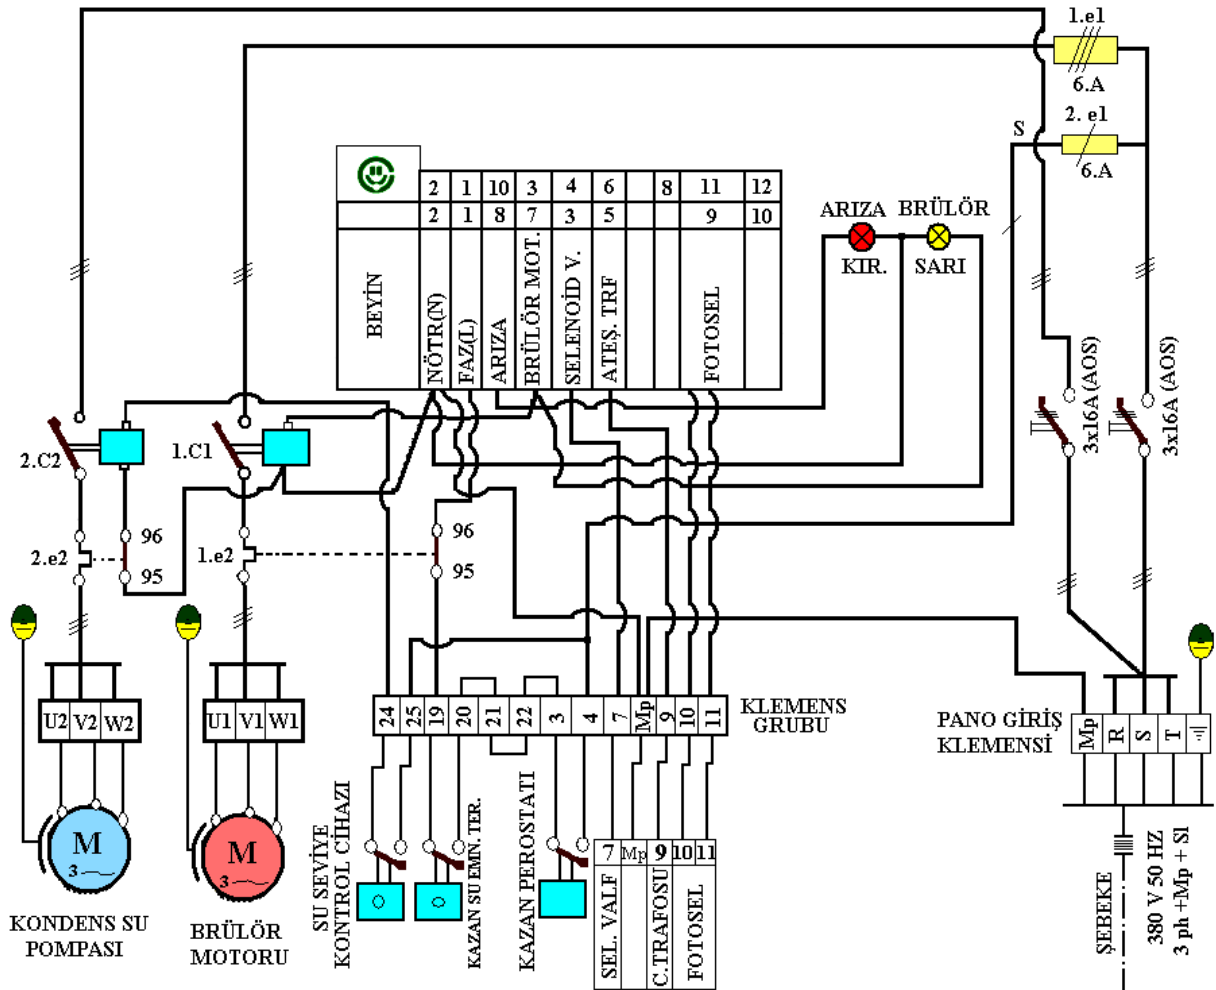 1.e1
6.A
S
2. e1
6.A
2 1 10 3 4 6 8 11 12
2 1 8 7 3 5 9 10
BEYİN
NÖTR(N)
FAZ(L)
ARIZA
BRÜLÖR MOT.
SELENOİD V.
ATEŞ. TRF
FOTOSEL
ARIZA BRÜLÖR
KIR. SARI
3x16A (AOS)
3x16A (AOS)
2.C2
1.C1
96
2.e2
95
1.e2
96
95
U2 V2 W2
U1 V1 W1
24 25 19 20 21 22 3 4 7 Mp 9 10 11
KLEMENS
GRUBU
PANO GİRİŞ
KLEMENSİ
Mp R S T
M
3
M
3
KONDENS SU
POMPASI
BRÜLÖR
MOTORU
SU SEVİYE
KONTROL CİHAZI
KAZAN SU EMN. TER.
KAZAN PEROSTATI
7 Mp 9 10 11
SEL. VALF
C.TRAFOSU
FOTOSEL
ŞEBEKE
380 V 50 HZ
3 ph +Mp + Sl